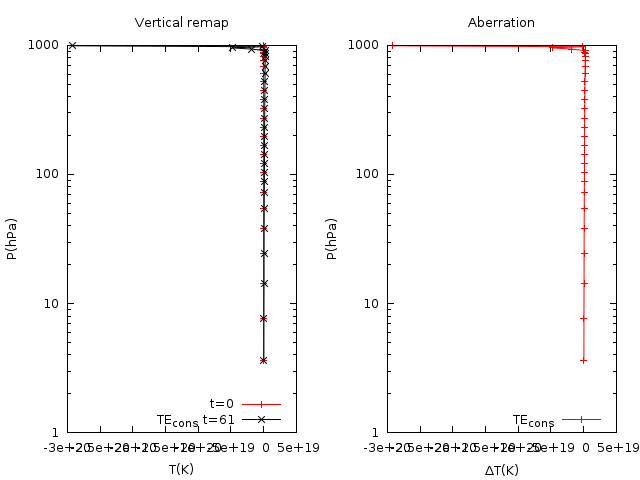 Vertical remap
1000
100
10
1
P(hPa)
t=0
TEcons t=61
-3e+20 -2.5e+20 -2e+20 -1.5e+20 -1e+20 -5e+19 0 5e+19
T(K)
Aberration
1000
100
10
1
P(hPa)
TEcons
-3e+20 -2.5e+20 -2e+20 -1.5e+20 -1e+20 -5e+19 0 5e+19
ΔT(K)